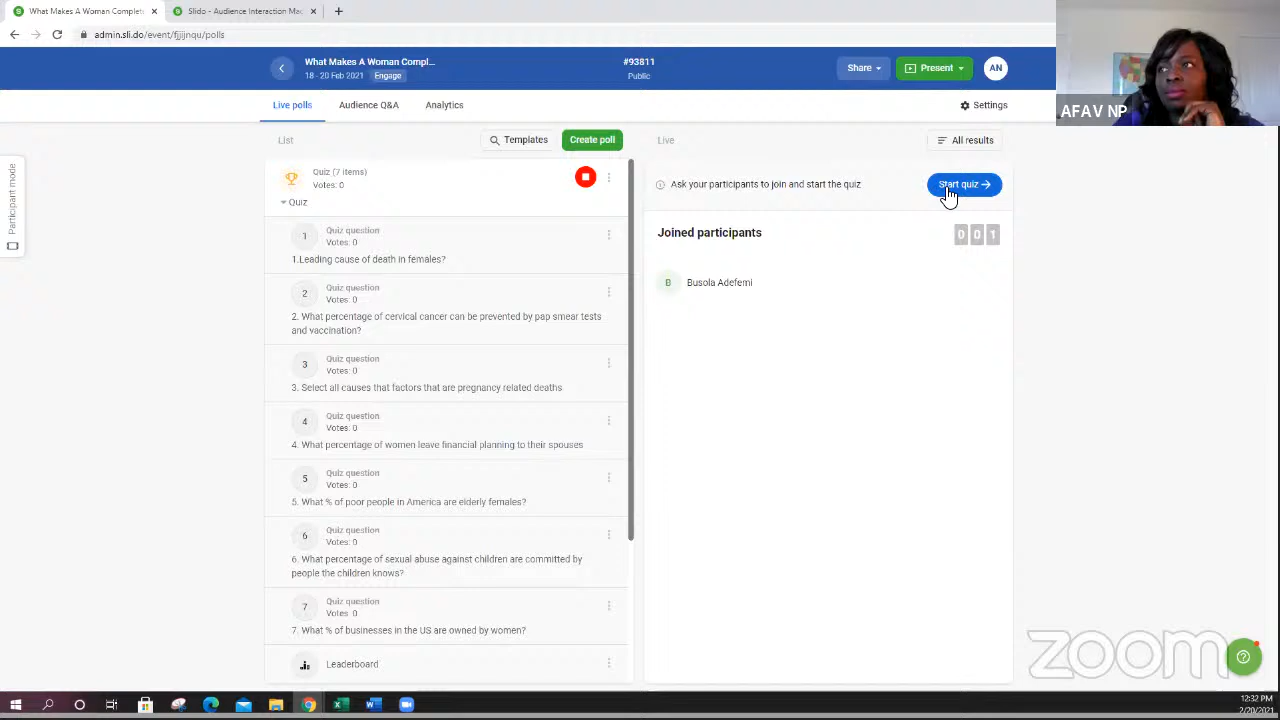 What Makes A Woman Complet
Slido - Audience Interaction Ma
admin.sli.do/event/fjjijnqu/polls
What Makes A Woman Compl...
18 - 20 Feb 2021 Engage
#93811
Public
Share
Present
AN
AFAV NP
Live polls
Audience Q&A
Analytics
Settings
Participant mode
List
Templates
Create poll
Live
All results
Quiz (7 items)
Votes: 0
Quiz
Ask your participants to join and start the quiz
Start quiz
Joined participants
0 0 1
B Busola Adefemi
1
Quiz question
Votes: 0
1.Leading cause of death in females?
2
Quiz question
Votes: 0
2. What percentage of cervical cancer can be prevented by pap smear tests
and vaccination?
3
Quiz question
Votes: 0
3. Select all causes that factors that are pregnancy related deaths
4
Quiz question
Votes: 0
4. What percentage of women leave financial planning to their spouses
5
Quiz question
Votes: 0
5. What % of poor people in America are elderly females?
6
Quiz question
Votes: 0
6. What percentage of sexual abuse against children are committed by
people the children knows?
7
Quiz question
Votes: 0
7. What % of businesses in the US are owned by women?
Leaderboard
zoom
12:32 PM
2/20/2021